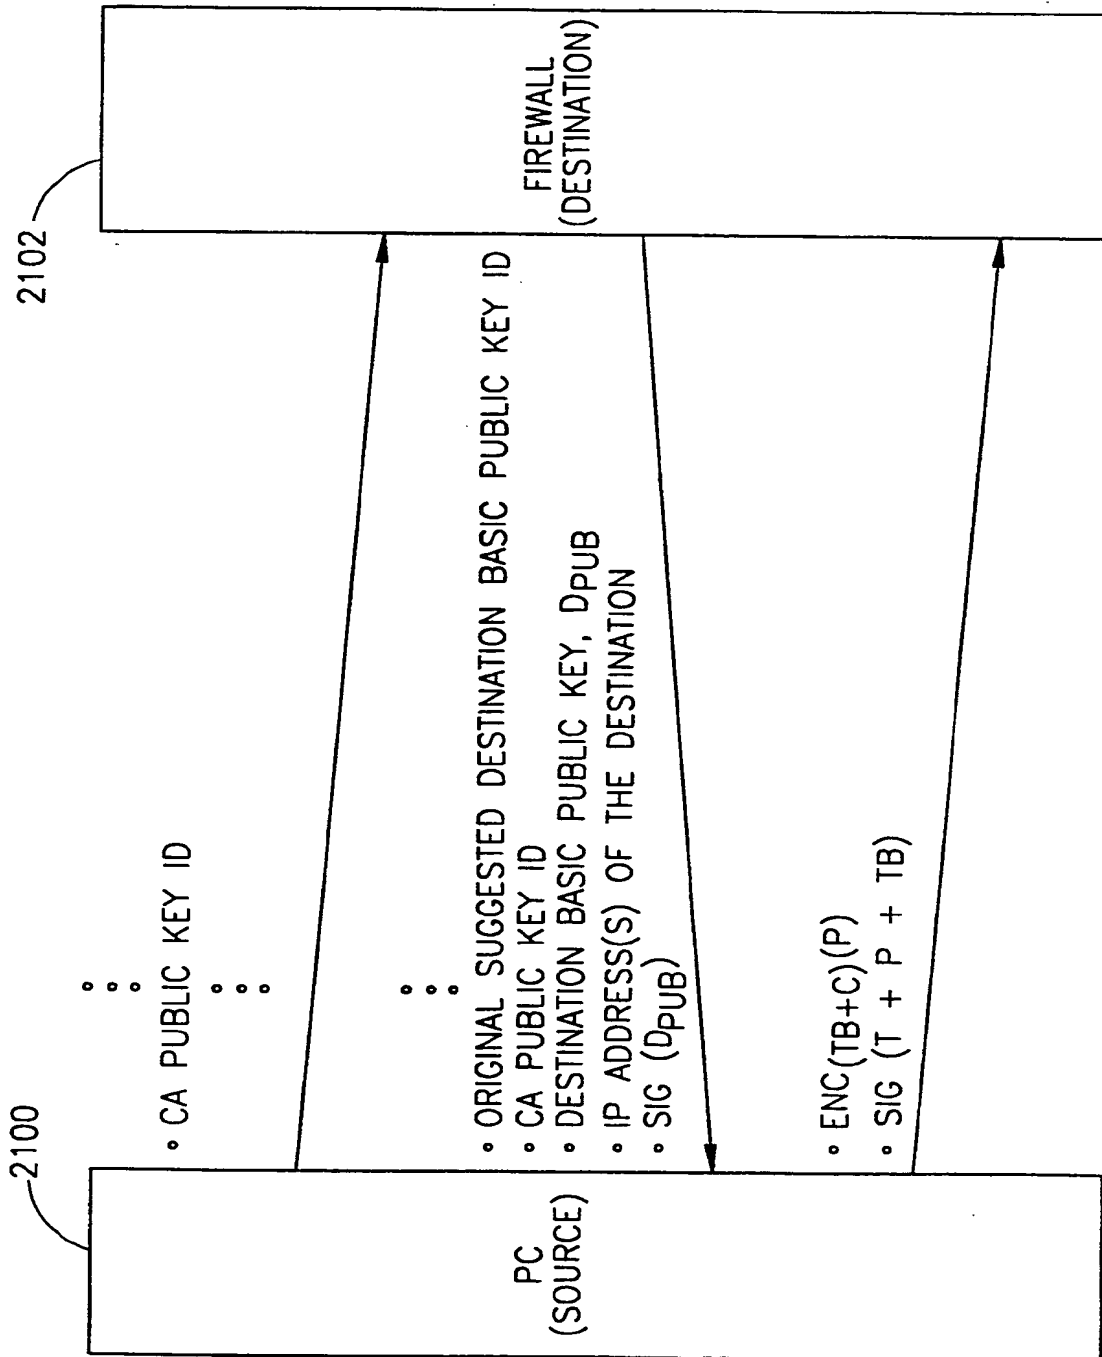 2100
2102
PC
(SOURCE)
FIREWALL
(DESTINATION)
• CA PUBLIC KEY ID
• ORIGINAL SUGGESTED DESTINATION BASIC PUBLIC KEY ID
• CA PUBLIC KEY ID
• DESTINATION BASIC PUBLIC KEY, DPUB
• IP ADDRESS(S) OF THE DESTINATION
• SIG (DPUB)
• ENC(TB+C)(P)
• SIG (T + P + TB)